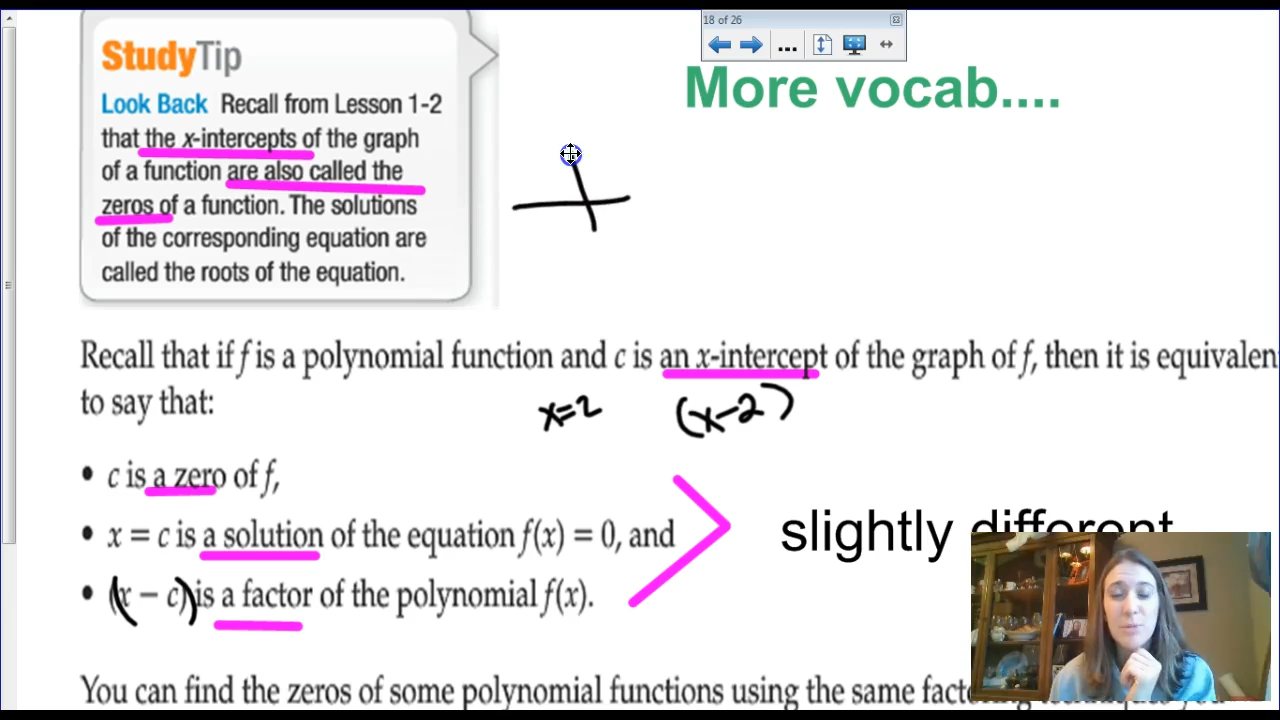 18 of 26
More vocab....
StudyTip
Look Back Recall from Lesson 1-2
that the x-intercepts of the graph
of a function are also called the
zeros of a function. The solutions
of the corresponding equation are
called the roots of the equation.
Recall that if f is a polynomial function and c is an x-intercept of the graph of f, then it is equivalen
to say that:
x=2 (x-2)
• c is a zero of f,
• x = c is a solution of the equation f(x) = 0, and
slightly different
• (x − c) is a factor of the polynomial f(x).
You can find the zeros of some polynomial functions using the same